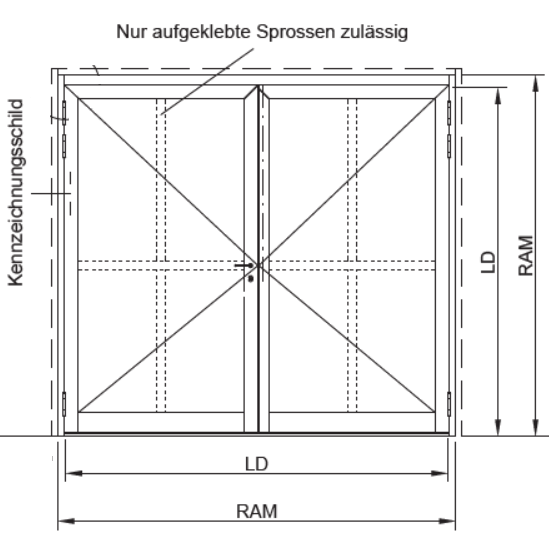 Nur aufgeklebte Sprossen zulässig
Kennzeichnungsschild
LD
RAM
LD
RAM